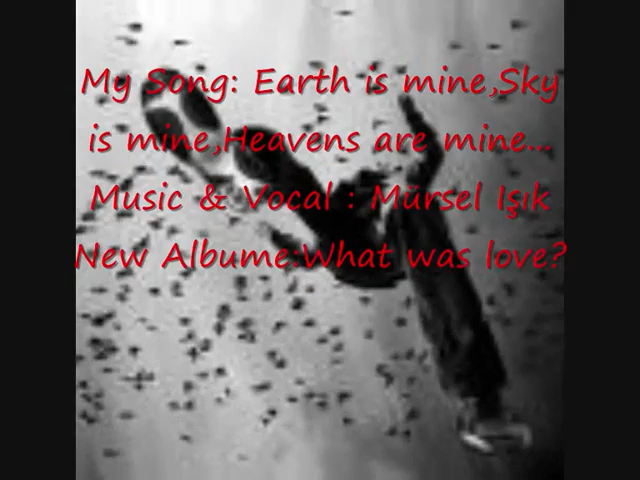 My Song: Earth is mine,Sky
is mine,Heavens are mine...
Music & Vocal : Mürsel Işık
New Albume:What was love?